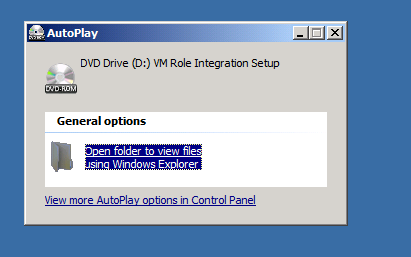 AutoPlay
DVD Drive (D:) VM Role Integration Setup
DVD-ROM
General options
Open folder to view files
using Windows Explorer
View more AutoPlay options in Control Panel